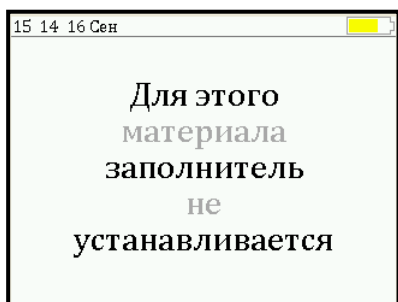 15 14 16 Сен
Для этого
материала
заполнитель
не
устанавливается